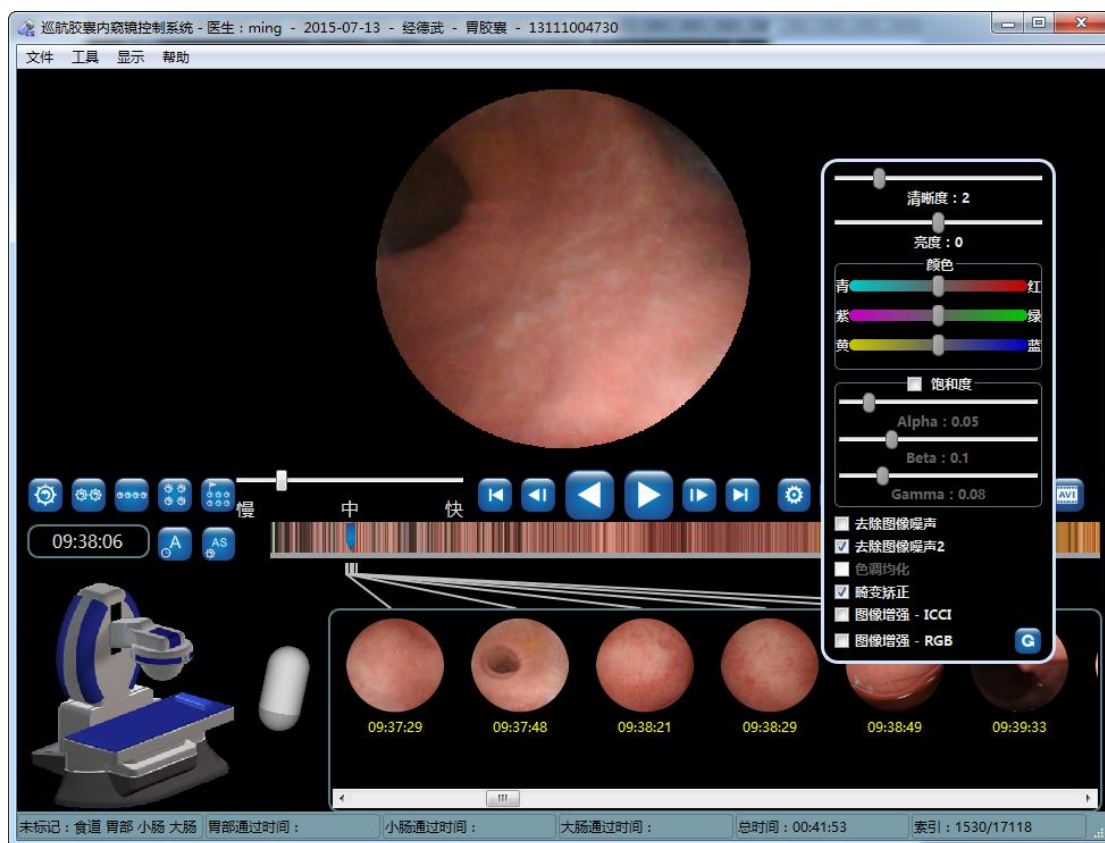 巡航胶囊内窥镜控制系统 - 医生：ming - 2015-07-13 - 经德武 - 胃胶囊 - 13111004730
文件 工具 显示 帮助
清晰度：2
亮度：0
颜色
青 红
紫 绿
黄 蓝
饱和度
Alpha：0.05
Beta：0.1
Gamma：0.08
去除图像噪声
去除图像噪声2
色调均化
畸变矫正
图像增强 - ICCI
图像增强 - RGB
G
慢 中 快
AVI
09:38:06
A
AS
09:37:29 09:37:48 09:38:21 09:38:29 09:38:49 09:39:33
未标记：食道 胃部 小肠 大肠 胃部通过时间： 小肠通过时间： 大肠通过时间： 总时间：00:41:53 索引：1530/17118